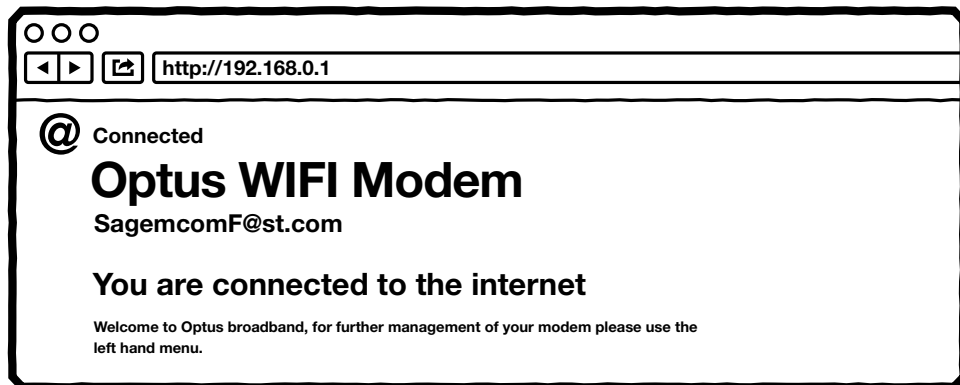 http://192.168.0.1
@ Connected
Optus WIFI Modem
SagemcomF@st.com
You are connected to the internet
Welcome to Optus broadband, for further management of your modem please use the
left hand menu.